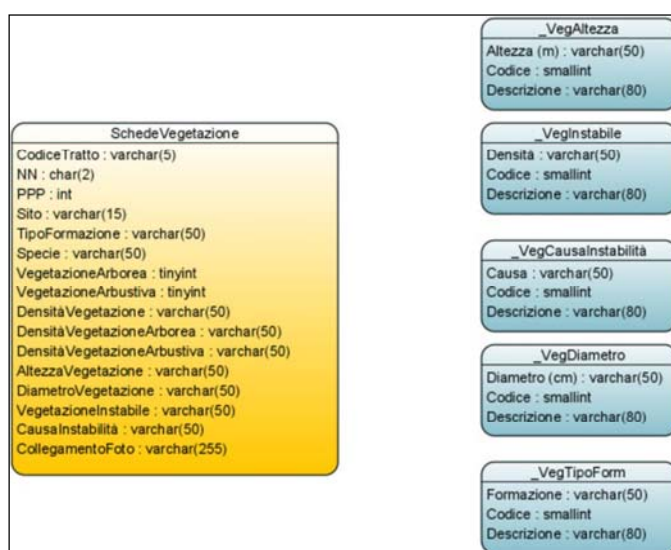 SchedeVegetazione
CodiceTratto : varchar(5)
NN : char(2)
PPP : int
Sito : varchar(15)
TipoFormazione : varchar(50)
Specie : varchar(50)
VegetazioneArborea : tinyint
VegetazioneArbustiva : tinyint
DensitàVegetazione : varchar(50)
DensitàVegetazioneArborea : varchar(50)
DensitàVegetazioneArbustiva : varchar(50)
AltezzaVegetazione : varchar(50)
DiametroVegetazione : varchar(50)
VegetazioneInstabile : varchar(50)
CausaInstabilità : varchar(50)
CollegamentoFoto : varchar(255)
_VegAltezza
Altezza (m) : varchar(50)
Codice : smallint
Descrizione : varchar(80)
_VegInstabile
Densità : varchar(50)
Codice : smallint
Descrizione : varchar(80)
_VegCausaInstabilità
Causa : varchar(50)
Codice : smallint
Descrizione : varchar(80)
_VegDiametro
Diametro (cm) : varchar(50)
Codice : smallint
Descrizione : varchar(80)
_VegTipoForm
Formazione : varchar(50)
Codice : smallint
Descrizione : varchar(80)